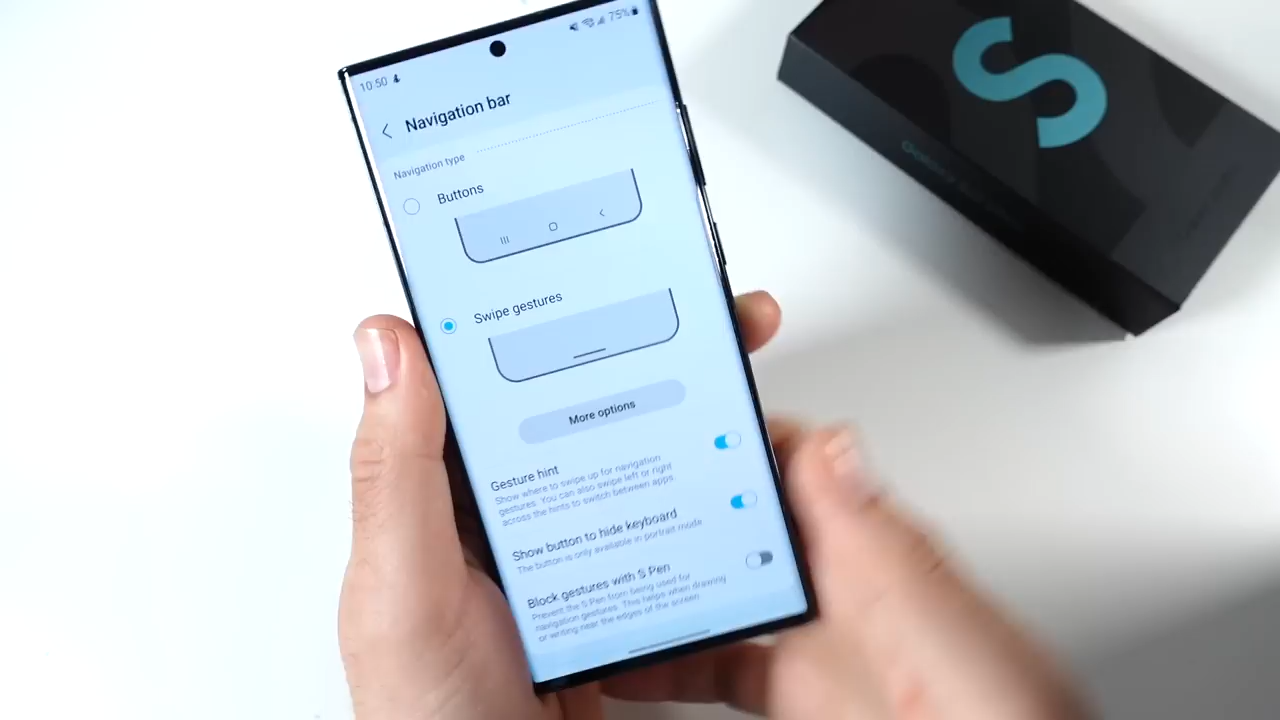 10:50
75%
Navigation bar
Navigation type
Buttons
Swipe gestures
More options
Gesture hint
Show where to swipe up for navigation
gestures. You can also swipe left or right
across the hints to switch between apps.
Show button to hide keyboard
The button is only available in portrait mode
Block gestures with S Pen
Prevent the S Pen from being used for
navigation gestures. This helps when drawing
or writing near the edges of the screen
S
Galaxy